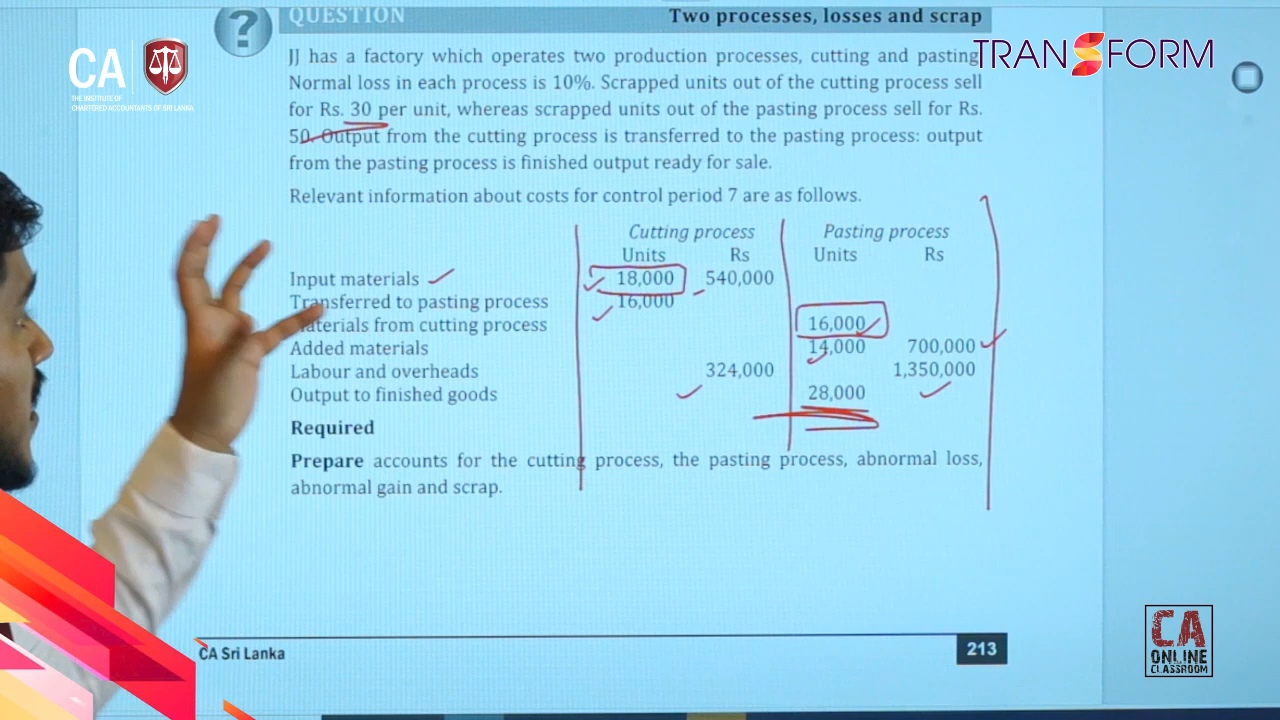 ?
QUESTION Two processes, losses and scrap
CA
THE INSTITUTE OF
CHARTERED ACCOUNTANTS OF SRI LANKA
TRANSFORM
JJ has a factory which operates two production processes, cutting and pasting
Normal loss in each process is 10%. Scrapped units out of the cutting process sell
for Rs. 30 per unit, whereas scrapped units out of the pasting process sell for Rs.
50. Output from the cutting process is transferred to the pasting process: output
from the pasting process is finished output ready for sale.
Relevant information about costs for control period 7 are as follows.
Cutting process Pasting process
Units Rs Units Rs
Input materials 18,000 540,000
Transferred to pasting process 16,000
aterials from cutting process 16,000
Added materials 14,000 700,000
Labour and overheads 324,000 1,350,000
Output to finished goods 28,000
Required
Prepare accounts for the cutting process, the pasting process, abnormal loss,
abnormal gain and scrap.
CA Sri Lanka 213
CA
ONLINE
CLASSROOM